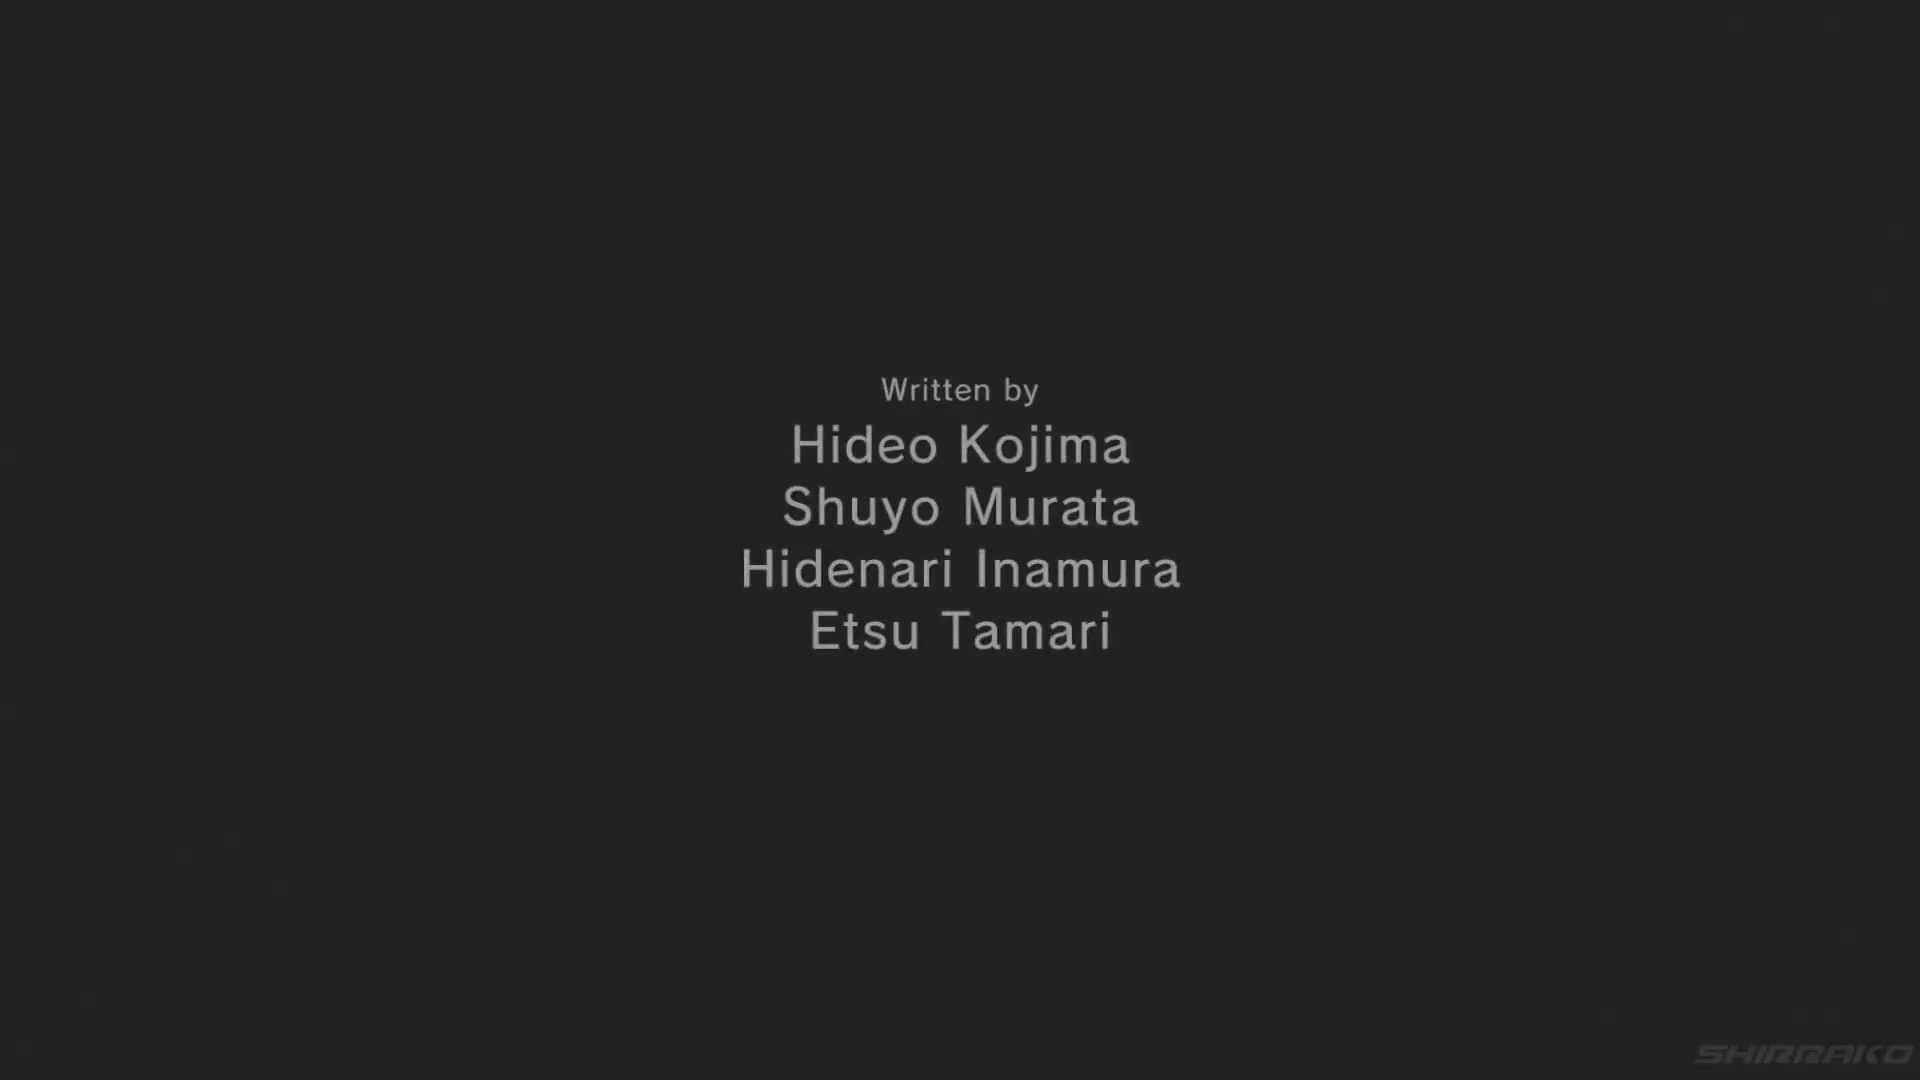 Written by
Hideo Kojima
Shuyo Murata
Hidenari Inamura
Etsu Tamari
SHIRRAKO